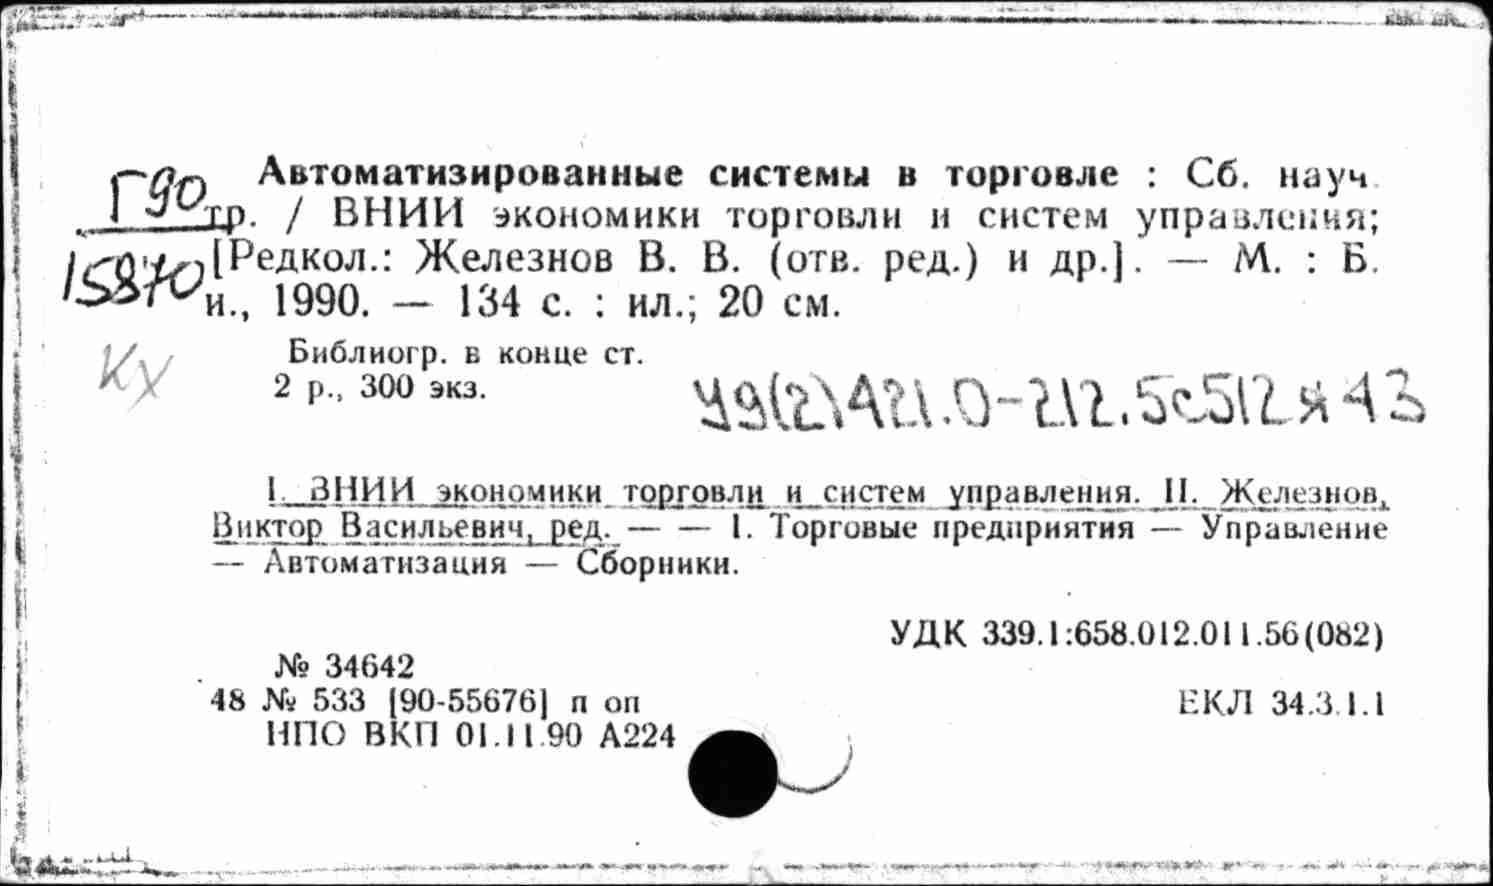 Г90
15870
Кх
Автоматизированные системы в торговле : Сб. науч.
тр. / ВНИИ экономики торговли и систем управления;
[Редкол.: Железнов В. В. (отв. ред.) и др.]. — М. : Б.
и., 1990. — 134 с. : ил.; 20 см.
Библиогр. в конце ст.
2 р., 300 экз.
У9(2)421.0-212.5с512я43
I. ВНИИ экономики торговли и систем управления. II. Железнов,
Виктор Васильевич, ред. — — 1. Торговые предприятия — Управление
— Автоматизация — Сборники.
УДК 339.1:658.012.011.56(082)
№ 34642
48 № 533 [90-55676] п оп
ЕКЛ 34.3.1.1
НПО ВКП 01.11.90 А224